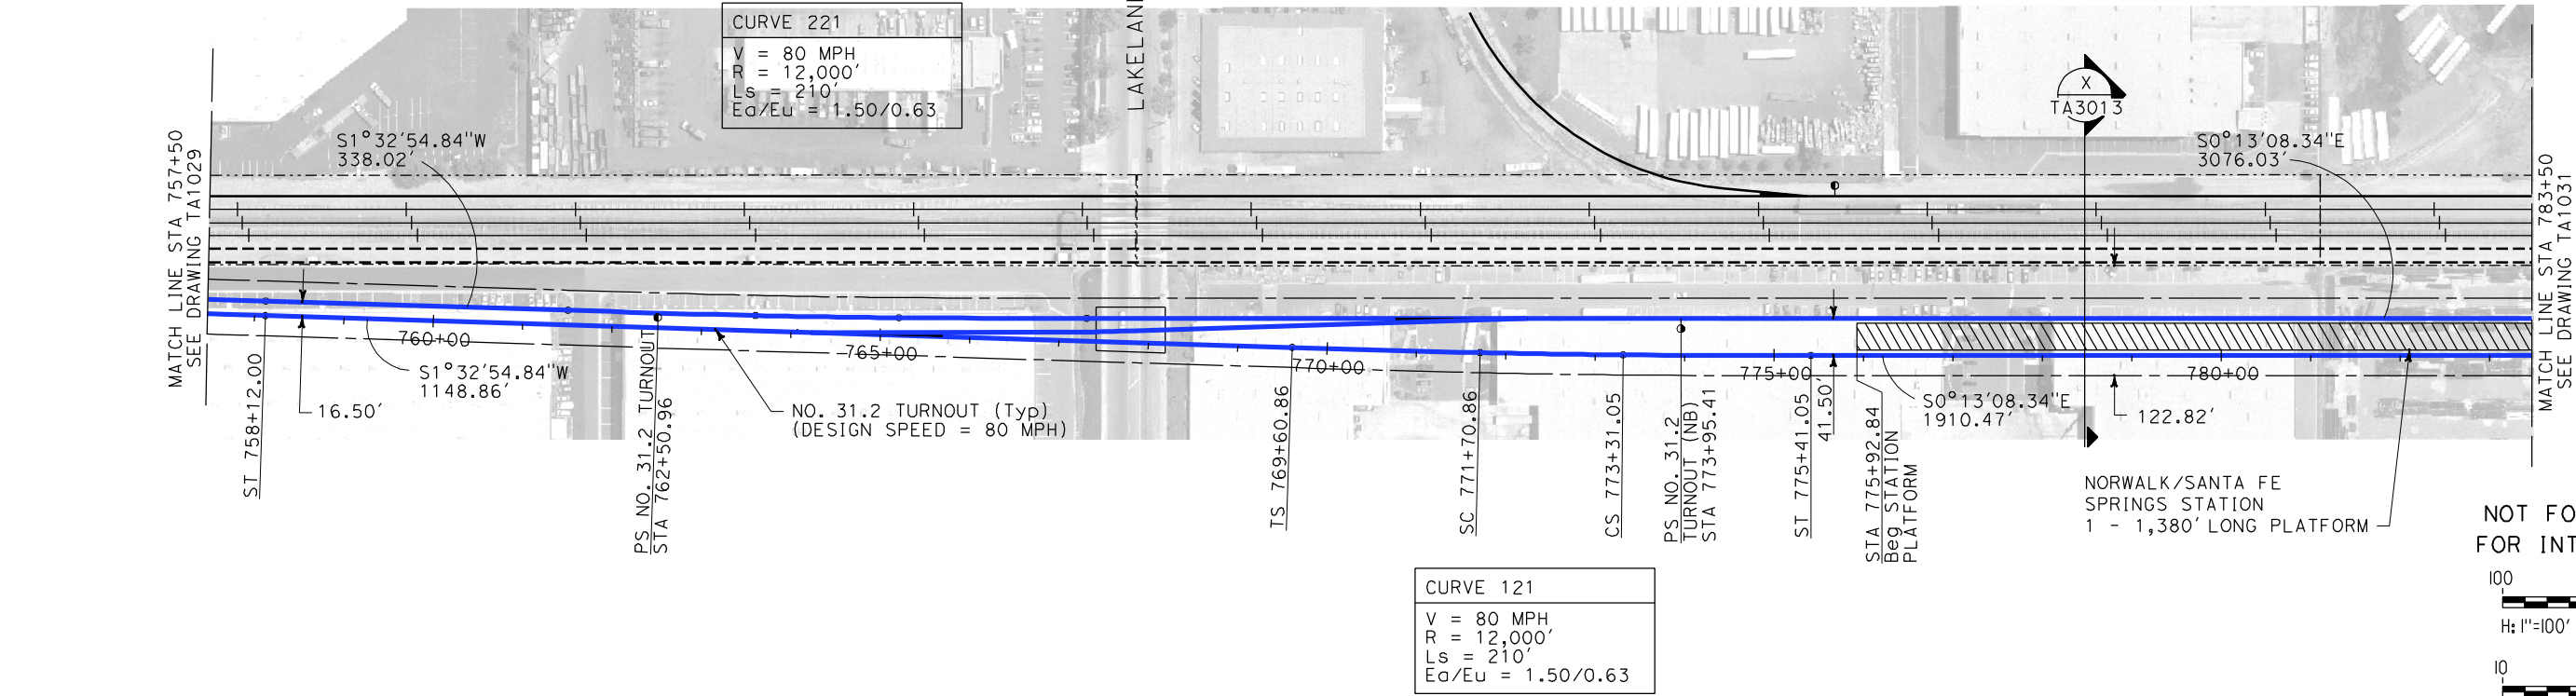 CURVE 221
V = 80 MPH
R = 12,000'
Ls = 210'
Ea/Eu = 1.50/0.63
X
TA3013
MATCH LINE STA 757+50
SEE DRAWING TA1029
S1°32'54.84"W
338.02'
S0°13'08.34"E
3076.03'
MATCH LINE STA 783+50
SEE DRAWING TA1031
760+00
765+00
770+00
775+00
780+00
S1°32'54.84"W
1148.86'
16.50'
NO. 31.2 TURNOUT (Typ)
(DESIGN SPEED = 80 MPH)
ST 758+12.00
PS NO. 31.2 TURNOUT
STA 762+50.96
TS 769+60.86
SC 771+70.86
CS 773+31.05
PS NO. 31.2
TURNOUT (NB)
STA 773+95.41
ST 775+41.05
41.50'
STA 775+92.84
Beg STATION
PLATFORM
S0°13'08.34"E
1910.47'
122.82'
NORWALK/SANTA FE
SPRINGS STATION
1 - 1,380' LONG PLATFORM
NOT
FOR
100
H: 1"=100'
10
CURVE 121
V = 80 MPH
R = 12,000'
Ls = 210'
Ea/Eu = 1.50/0.63